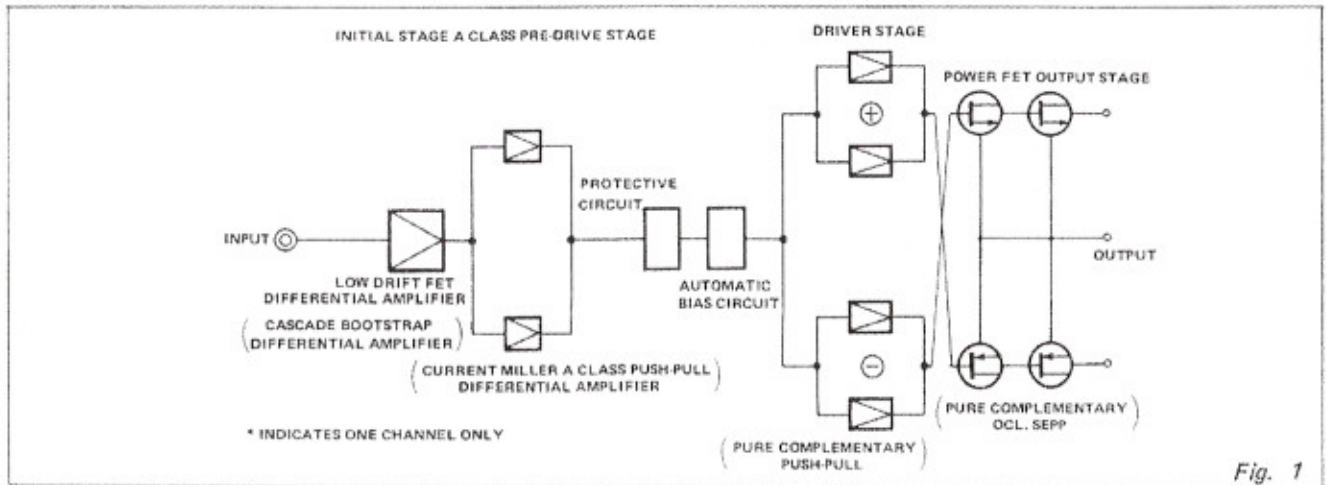 INITIAL STAGE A CLASS PRE-DRIVE STAGE
DRIVER STAGE
POWER FET OUTPUT STAGE
PROTECTIVE
CIRCUIT
INPUT
OUTPUT
LOW DRIFT FET
DIFFERENTIAL AMPLIFIER
(CASCADE BOOTSTRAP
DIFFERENTIAL AMPLIFIER)
AUTOMATIC
BIAS CIRCUIT
(CURRENT MILLER A CLASS PUSH-PULL
DIFFERENTIAL AMPLIFIER)
+
−
(PURE COMPLEMENTARY
OCL. SEPP)
* INDICATES ONE CHANNEL ONLY
(PURE COMPLEMENTARY
PUSH-PULL)
Fig. 1